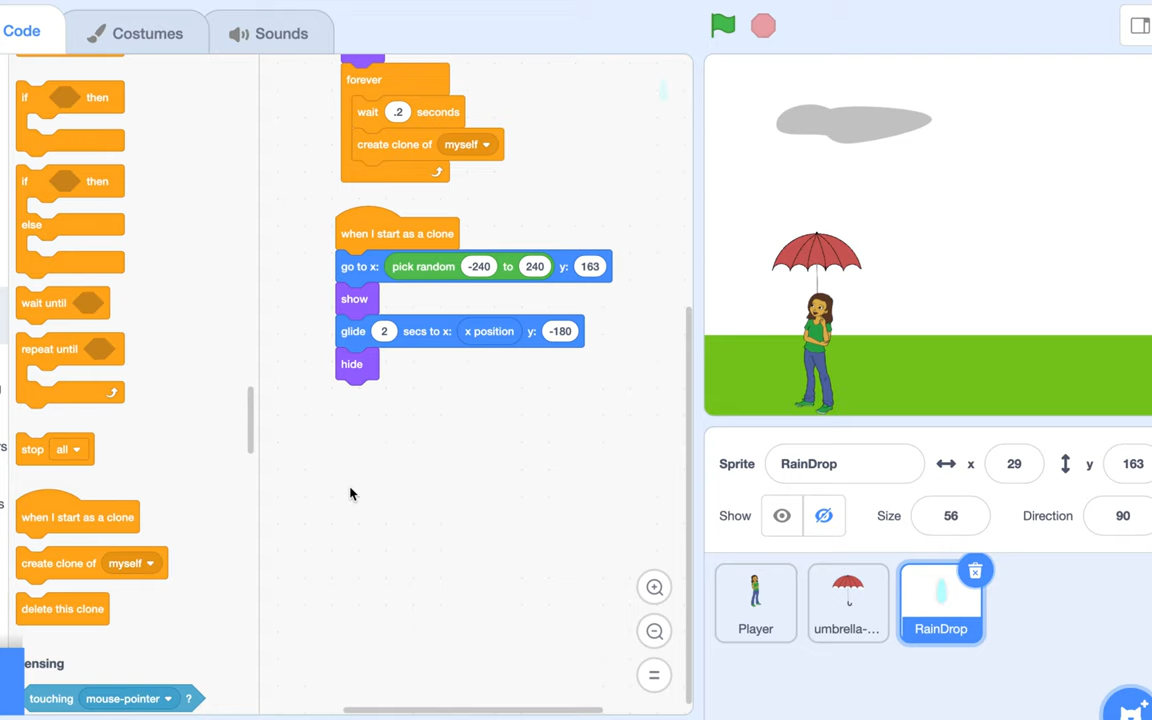 Code
Costumes
Sounds
if then
if then
else
wait until
repeat until
stop all
when I start as a clone
create clone of myself
delete this clone
ensing
touching mouse-pointer ?
forever
wait .2 seconds
create clone of myself
when I start as a clone
go to x: pick random -240 to 240 y: 163
show
glide 2 secs to x: x position y: -180
hide
Sprite RainDrop x 29 y 163
Show Size 56 Direction 90
Player
umbrella-...
RainDrop